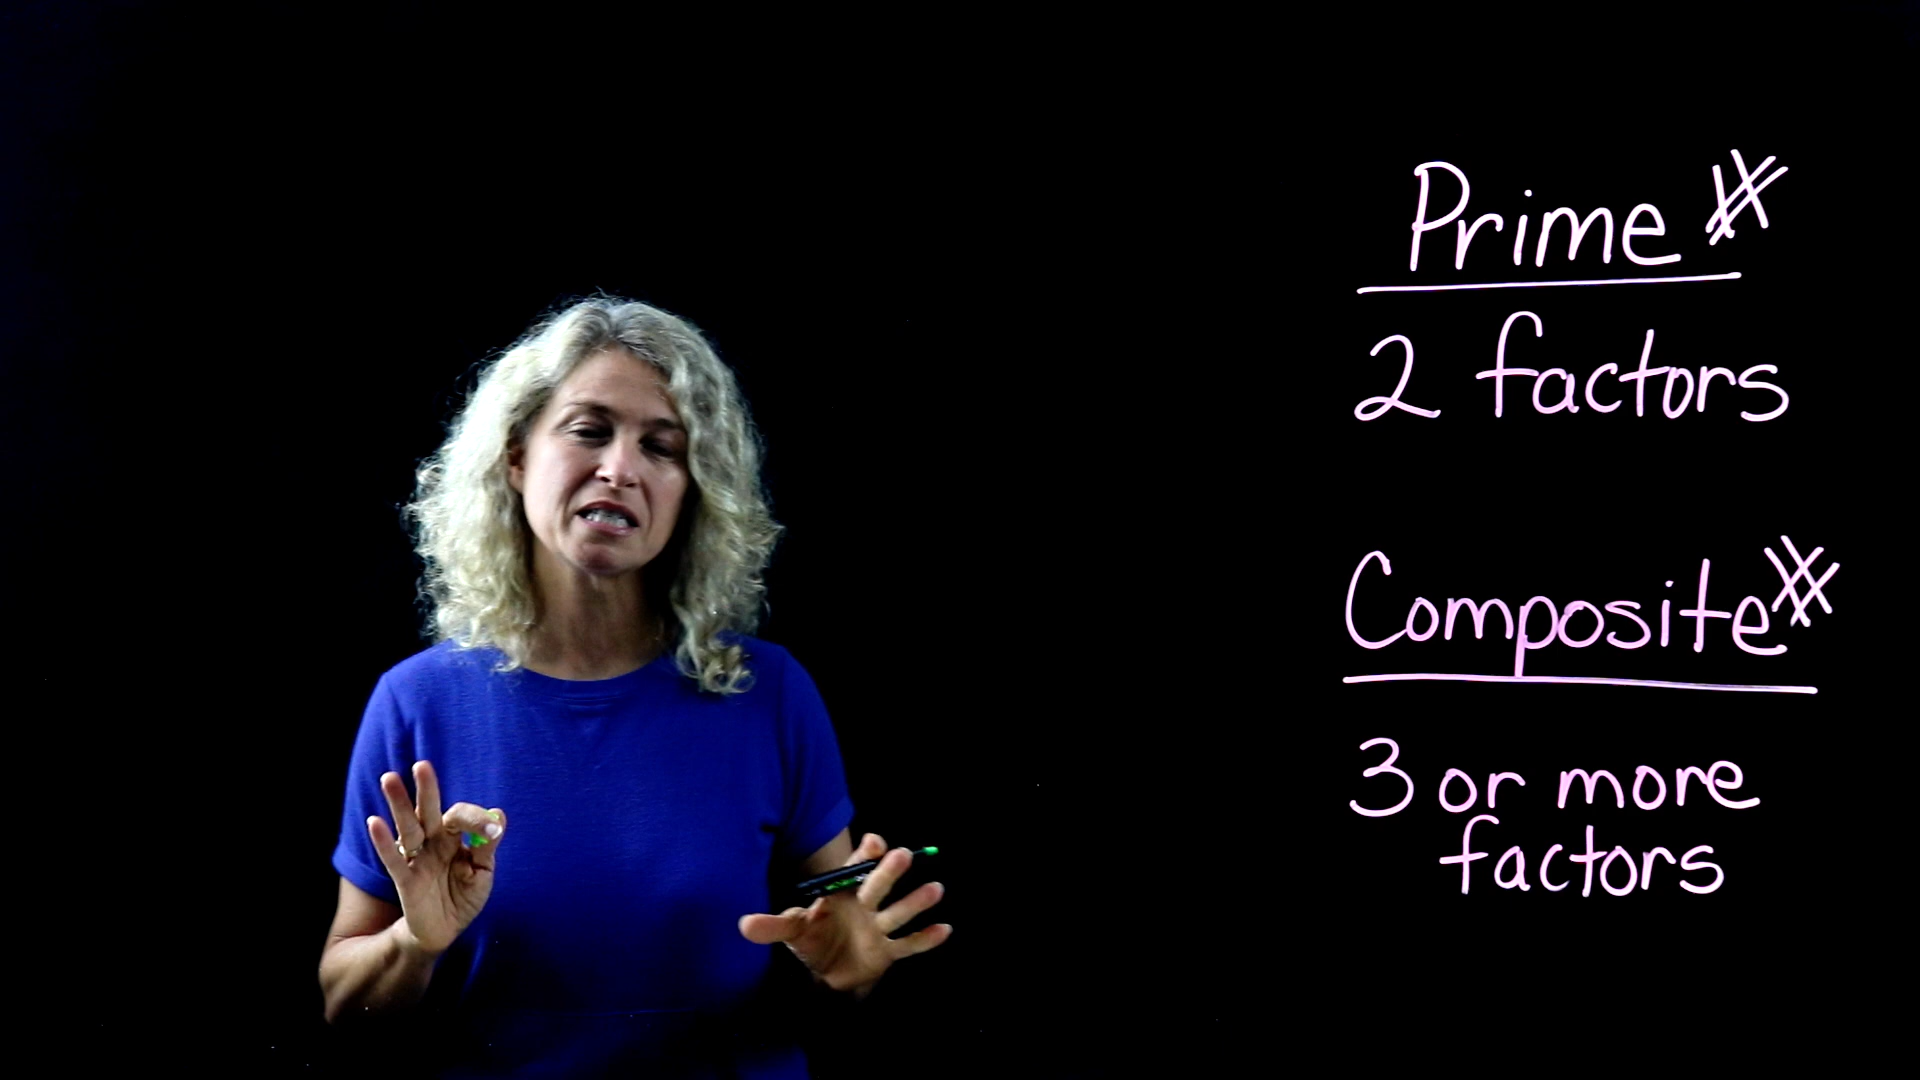 Prime #
2 factors
Composite #
3 or more
factors